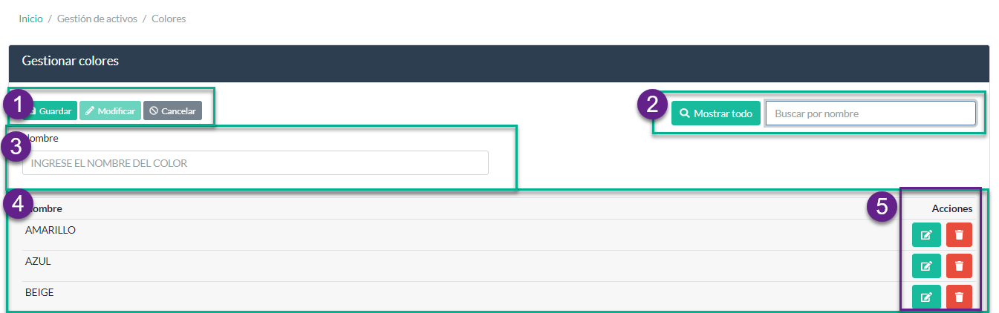 Inicio / Gestión de activos / Colores
Gestionar colores
1 Guardar Modificar Cancelar
2 Mostrar todo Buscar por nombre
3 Nombre
INGRESE EL NOMBRE DEL COLOR
4 Nombre 5 Acciones
AMARILLO
AZUL
BEIGE